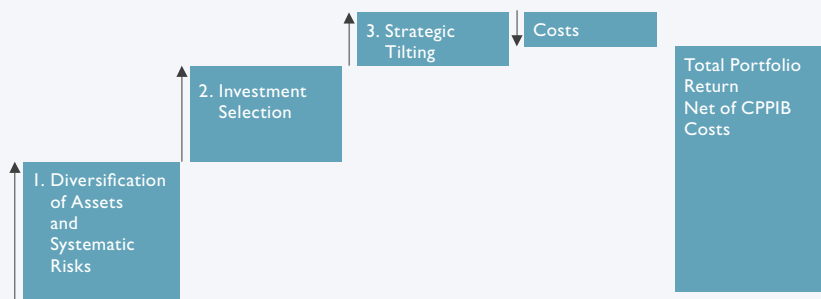 1. Diversification
of Assets
and
Systematic
Risks
2. Investment
Selection
3. Strategic
Tilting
Costs
Total Portfolio
Return
Net of CPPIB
Costs